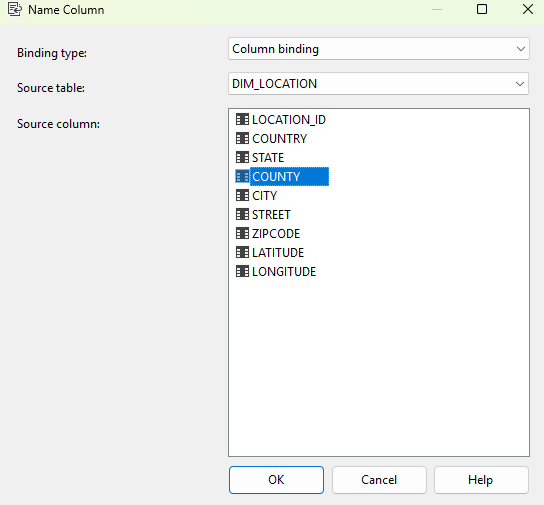 Name Column
Binding type:
Column binding
Source table:
DIM_LOCATION
Source column:
LOCATION_ID
COUNTRY
STATE
COUNTY
CITY
STREET
ZIPCODE
LATITUDE
LONGITUDE
OK
Cancel
Help